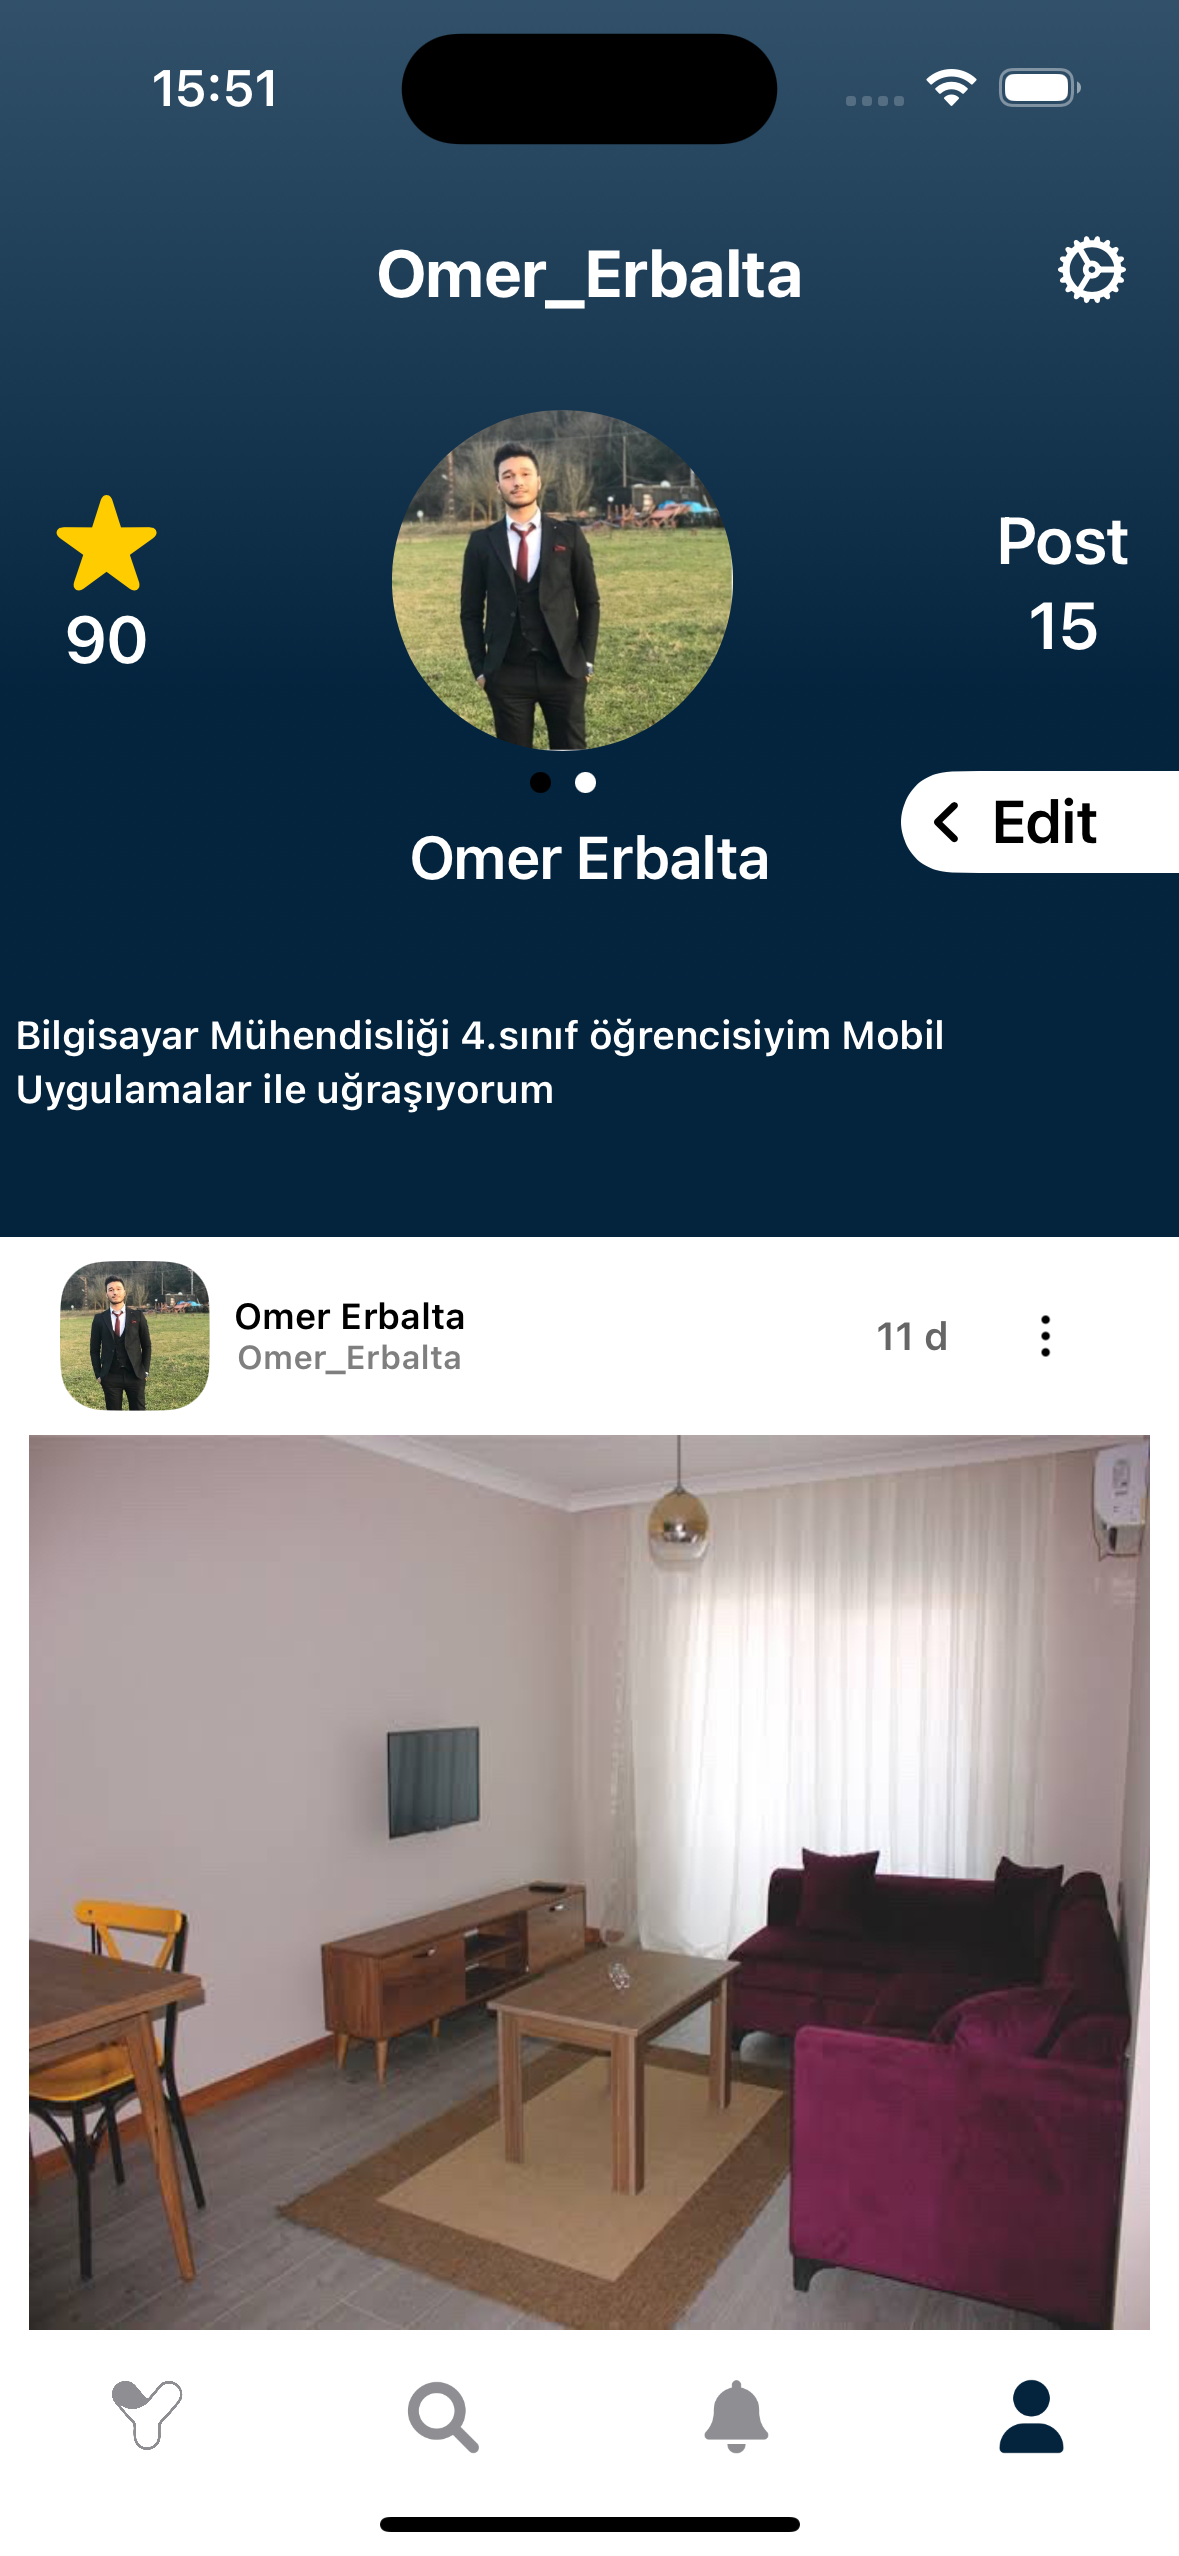 15:51
Omer_Erbalta
90
Post
15
Edit
Omer Erbalta
Bilgisayar Mühendisliği 4.sınıf öğrencisiyim Mobil
Uygulamalar ile uğraşıyorum
Omer Erbalta
11 d
Omer_Erbalta